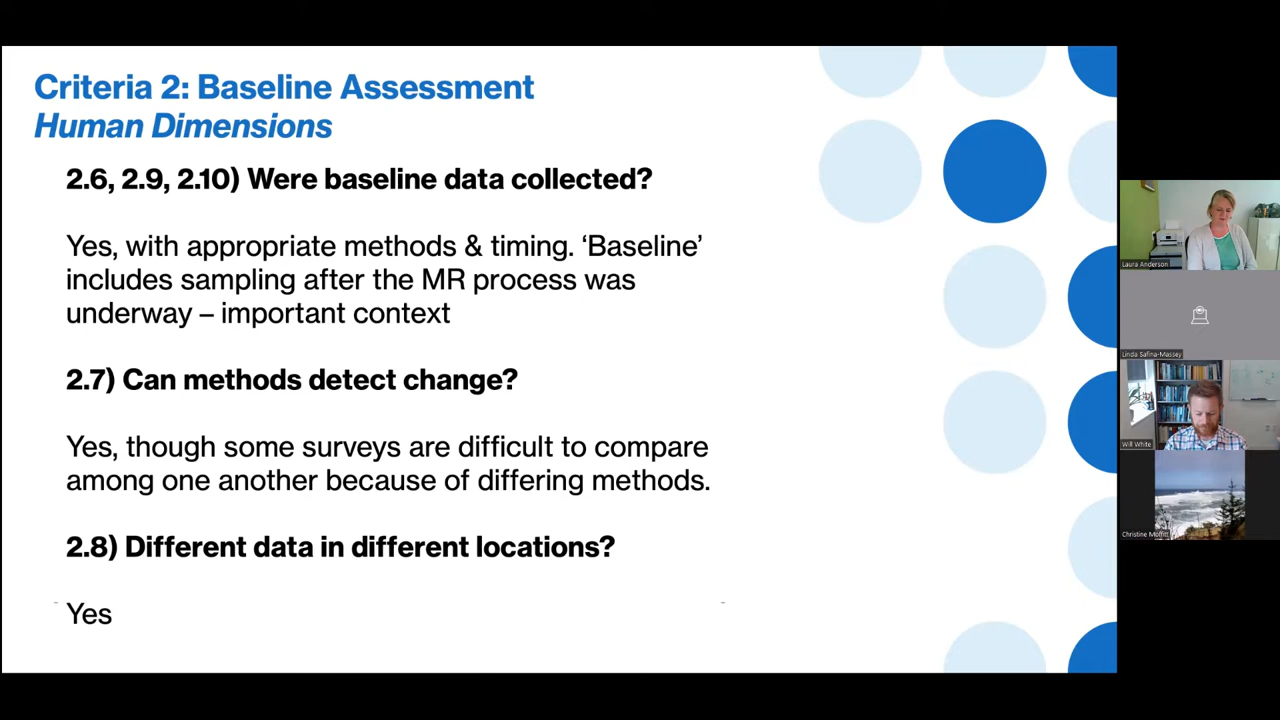 Criteria 2: Baseline Assessment
Human Dimensions
2.6, 2.9, 2.10) Were baseline data collected?
Yes, with appropriate methods & timing. ‘Baseline’
includes sampling after the MR process was
underway – important context
2.7) Can methods detect change?
Yes, though some surveys are difficult to compare
among one another because of differing methods.
2.8) Different data in different locations?
Yes
Laura Anderson
Linda Safina-Massey
Will White
Christine Moffitt